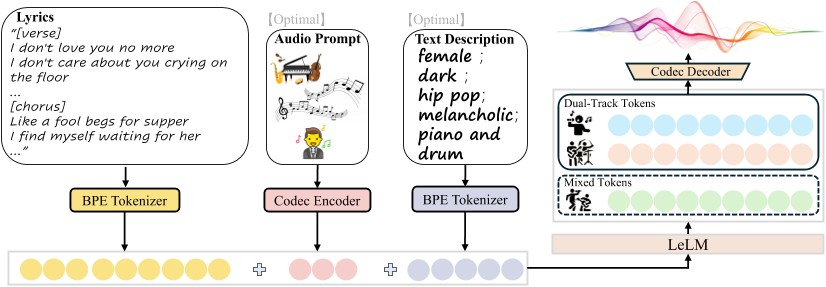 Lyrics
"[verse]
I don't love you no more
I don't care about you crying on
the floor
...
[chorus]
Like a fool begs for supper
I find myself waiting for her
..."
【Optimal】
Audio Prompt
【Optimal】
Text Description
female ;
dark ;
hip pop;
melancholic;
piano and
drum
BPE Tokenizer
Codec Encoder
BPE Tokenizer
Codec Decoder
Dual-Track Tokens
Mixed Tokens
LeLM